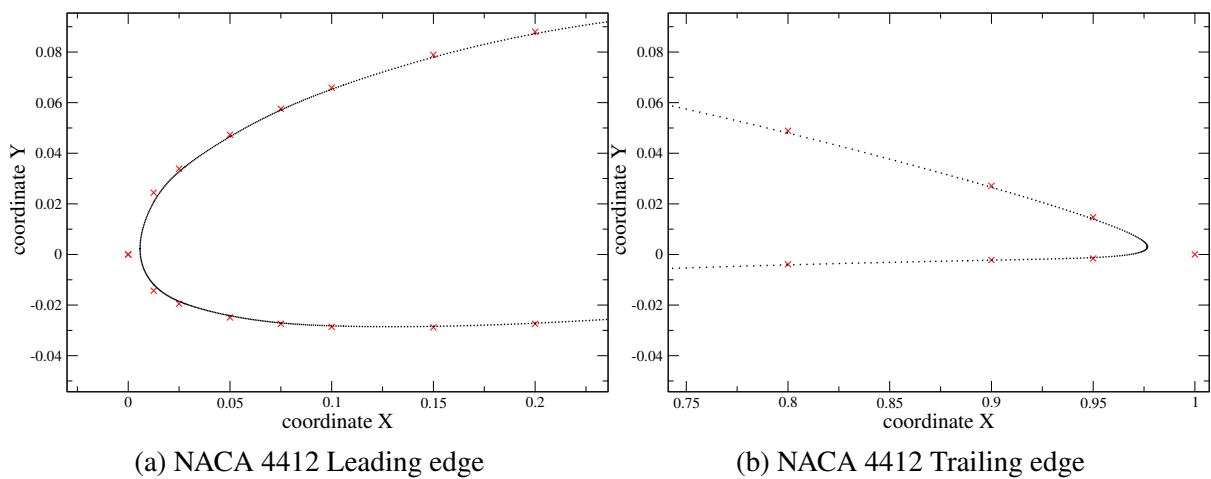 0.08
0.06
0.04
0.02
0
-0.02
-0.04
coordinate Y
0 0.05 0.1 0.15 0.2
coordinate X
(a) NACA 4412 Leading edge
0.08
0.06
0.04
0.02
0
-0.02
-0.04
coordinate Y
0.75 0.8 0.85 0.9 0.95 1
coordinate X
(b) NACA 4412 Trailing edge